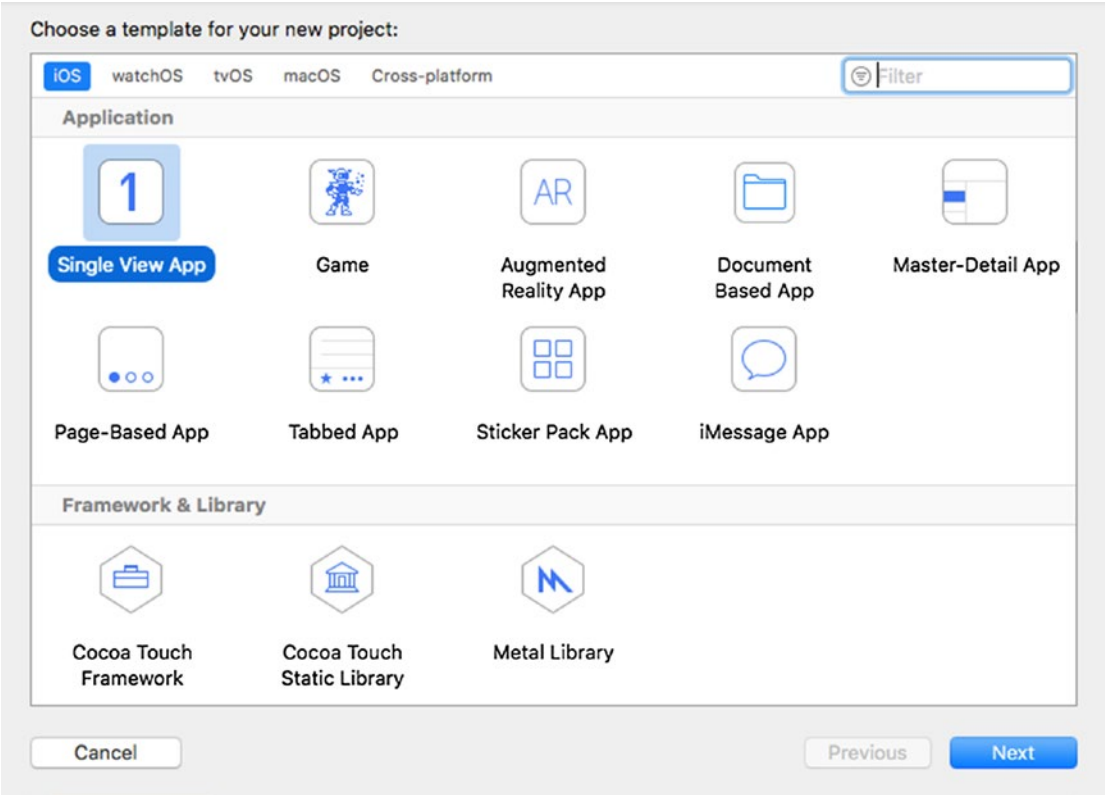 Choose a template for your new project:
iOS watchOS tvOS macOS Cross-platform Filter
Application
1 AR
Single View App Game Augmented Reality App Document Based App Master-Detail App
Page-Based App Tabbed App Sticker Pack App iMessage App
Framework & Library
Cocoa Touch Framework Cocoa Touch Static Library Metal Library
Cancel Previous Next